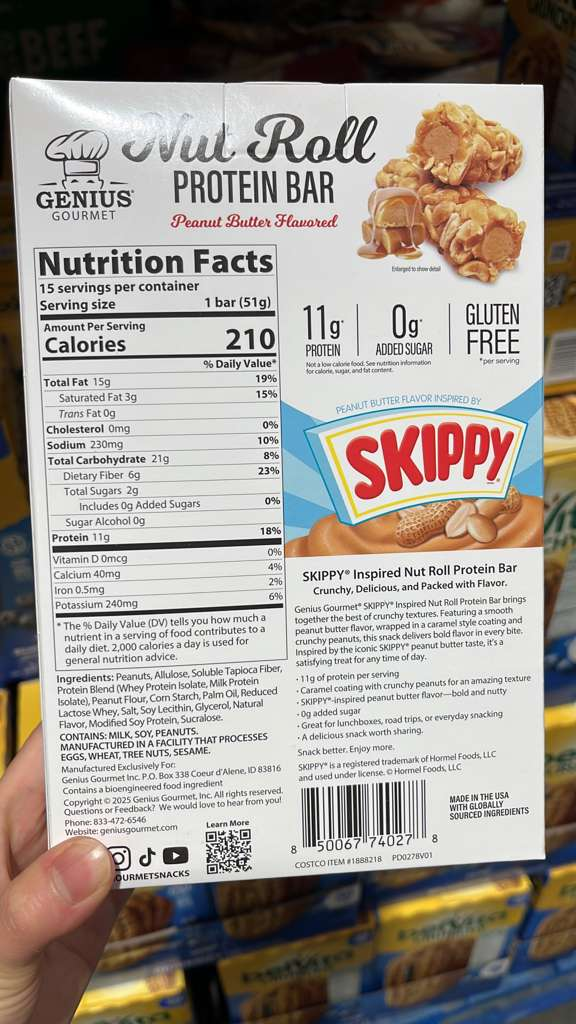 BEEF
Nut Roll
GENIUS®
GOURMET
PROTEIN BAR
Peanut Butter Flavored
Enlarged to show detail
Nutrition Facts
15 servings per container
Serving size 1 bar (51g)
Amount Per Serving
Calories 210
% Daily Value*
Total Fat 15g 19%
Saturated Fat 3g 15%
Trans Fat 0g
Cholesterol 0mg 0%
Sodium 230mg 10%
Total Carbohydrate 21g 8%
Dietary Fiber 6g 23%
Total Sugars 2g
Includes 0g Added Sugars 0%
Sugar Alcohol 0g
Protein 11g 18%
Vitamin D 0mcg 0%
Calcium 40mg 4%
Iron 0.5mg 2%
Potassium 240mg 6%
* The % Daily Value (DV) tells you how much a
nutrient in a serving of food contributes to a
daily diet. 2,000 calories a day is used for
general nutrition advice.
Ingredients: Peanuts, Allulose, Soluble Tapioca Fiber,
Protein Blend (Whey Protein Isolate, Milk Protein
Isolate), Peanut Flour, Corn Starch, Palm Oil, Reduced
Lactose Whey, Salt, Soy Lecithin, Glycerol, Natural
Flavor, Modified Soy Protein, Sucralose.
CONTAINS: MILK, SOY, PEANUTS.
MANUFACTURED IN A FACILITY THAT PROCESSES
EGGS, WHEAT, TREE NUTS, SESAME.
Manufactured Exclusively For:
Genius Gourmet Inc. P.O. Box 338 Coeur d'Alene, ID 83816
Contains a bioengineered food ingredient
Copyright © 2025 Genius Gourmet, Inc. All rights reserved.
Questions or Feedback? We would love to hear from you!
Phone: 833-472-6546
Website: geniusgourmet.com
Learn More
OURMETSNACKS
11g*
PROTEIN
0g*
ADDED SUGAR
GLUTEN
FREE
*per serving
Not a low calorie food. See nutrition information
for calorie, sugar, and fat content.
PEANUT BUTTER FLAVOR INSPIRED BY
SKIPPY®
SKIPPY® Inspired Nut Roll Protein Bar
Crunchy, Delicious, and Packed with Flavor.
Genius Gourmet® SKIPPY® Inspired Nut Roll Protein Bar brings
together the best of crunchy textures. Featuring a smooth
peanut butter flavor, wrapped in a caramel style coating and
crunchy peanuts, this snack delivers bold flavor in every bite.
Inspired by the iconic SKIPPY® peanut butter taste, it's a
satisfying treat for any time of day.
· 11g of protein per serving
· Caramel coating with crunchy peanuts for an amazing texture
· SKIPPY®-inspired peanut butter flavor—bold and nutty
· 0g added sugar
· Great for lunchboxes, road trips, or everyday snacking
· A delicious snack worth sharing.
Snack better. Enjoy more.
SKIPPY® is a registered trademark of Hormel Foods, LLC
and used under license. © Hormel Foods, LLC
8 50067 74027 8
COSTCO ITEM #1888218 PD0278V01
MADE IN THE USA
WITH GLOBALLY
SOURCED INGREDIENTS
belVita
belVita